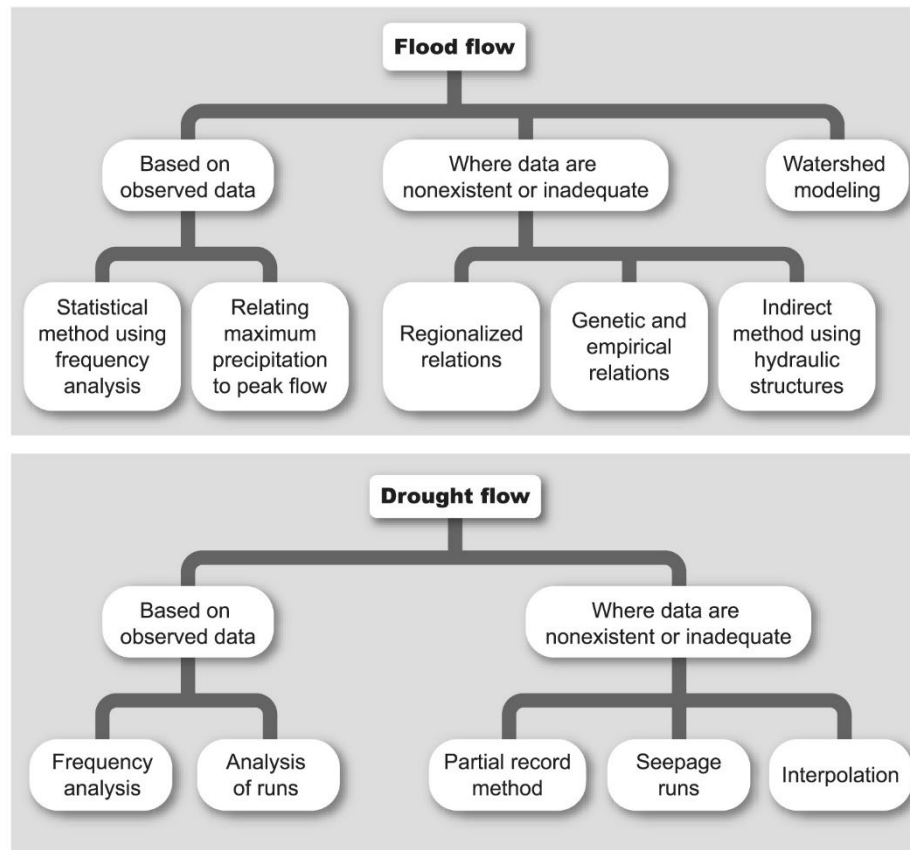 Flood flow
Based on
observed data
Where data are
nonexistent or inadequate
Watershed
modeling
Statistical
method using
frequency
analysis
Relating
maximum
precipitation
to peak flow
Regionalized
relations
Genetic and
empirical
relations
Indirect
method using
hydraulic
structures
Drought flow
Based on
observed data
Where data are
nonexistent or inadequate
Frequency
analysis
Analysis
of runs
Partial record
method
Seepage
runs
Interpolation